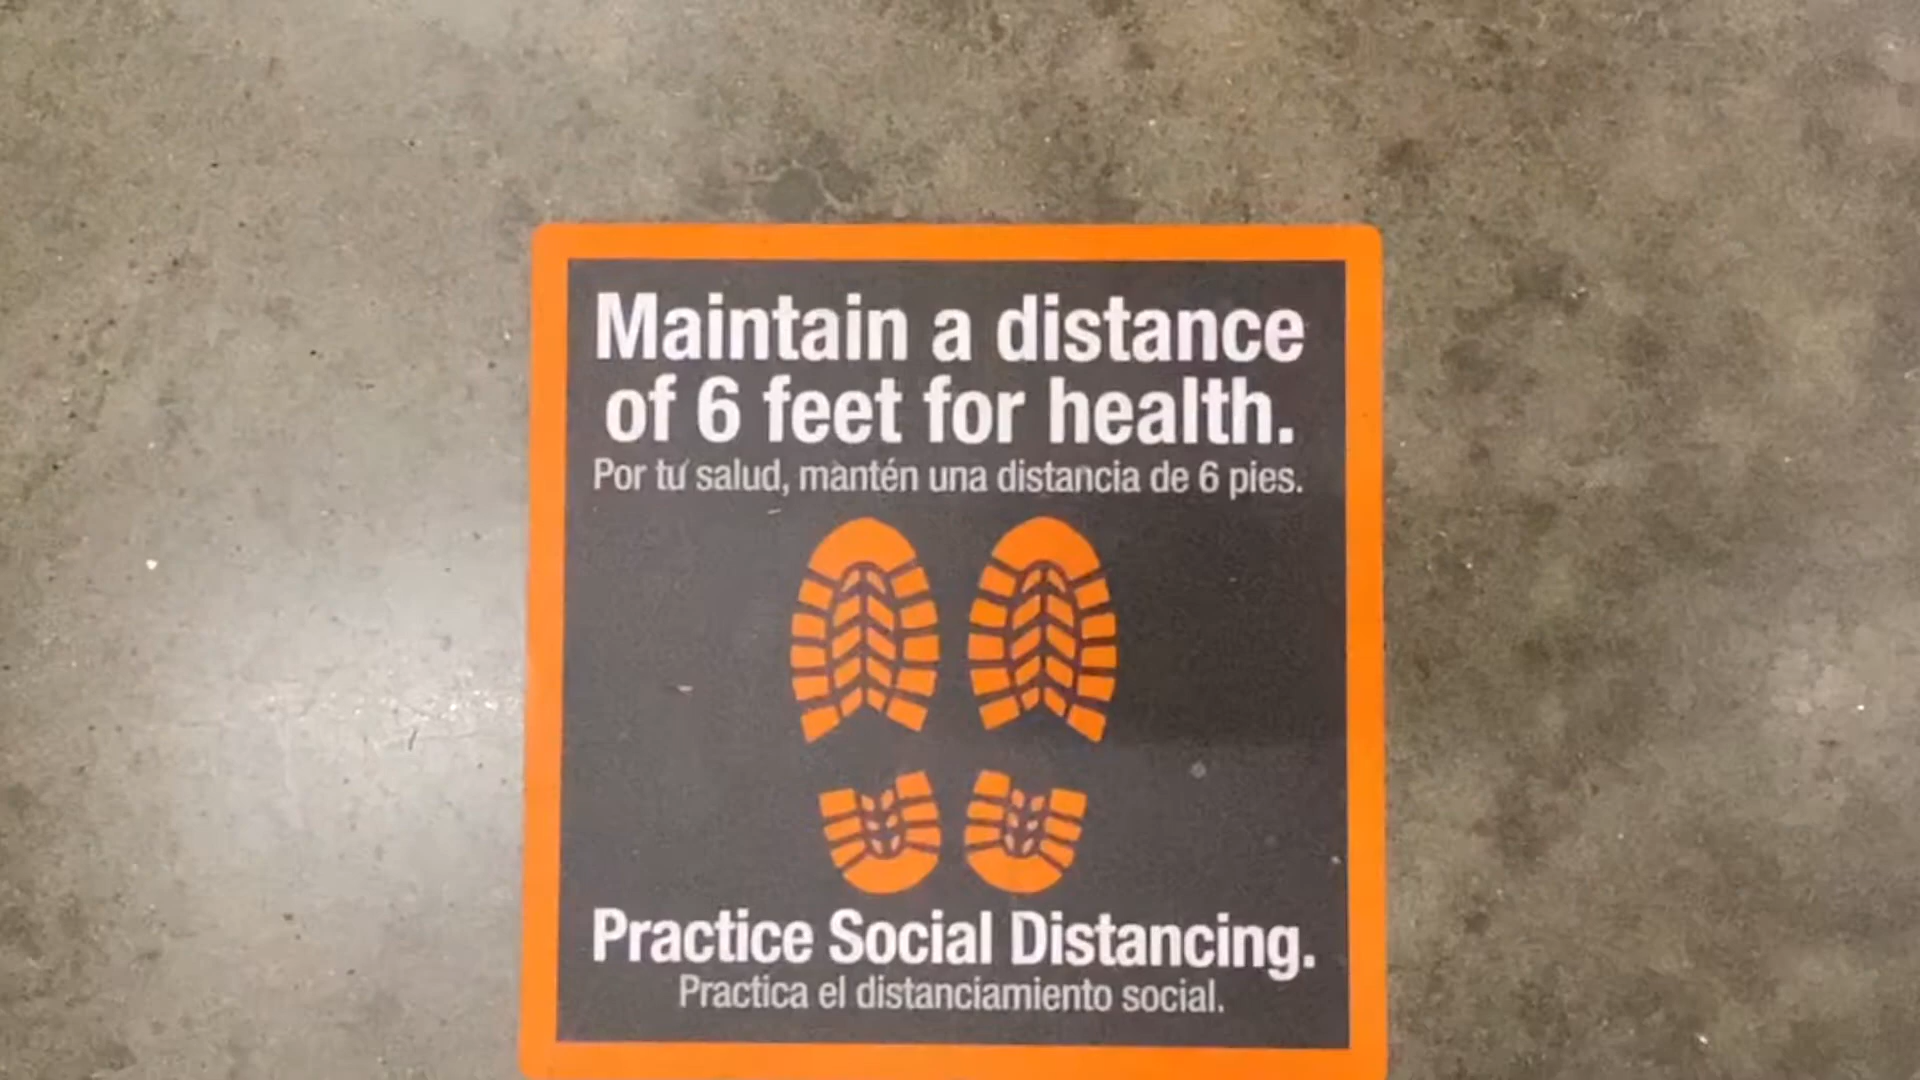 Maintain a distance
of 6 feet for health.
Por tu salud, mantén una distancia de 6 pies.
Practice Social Distancing.
Practica el distanciamiento social.